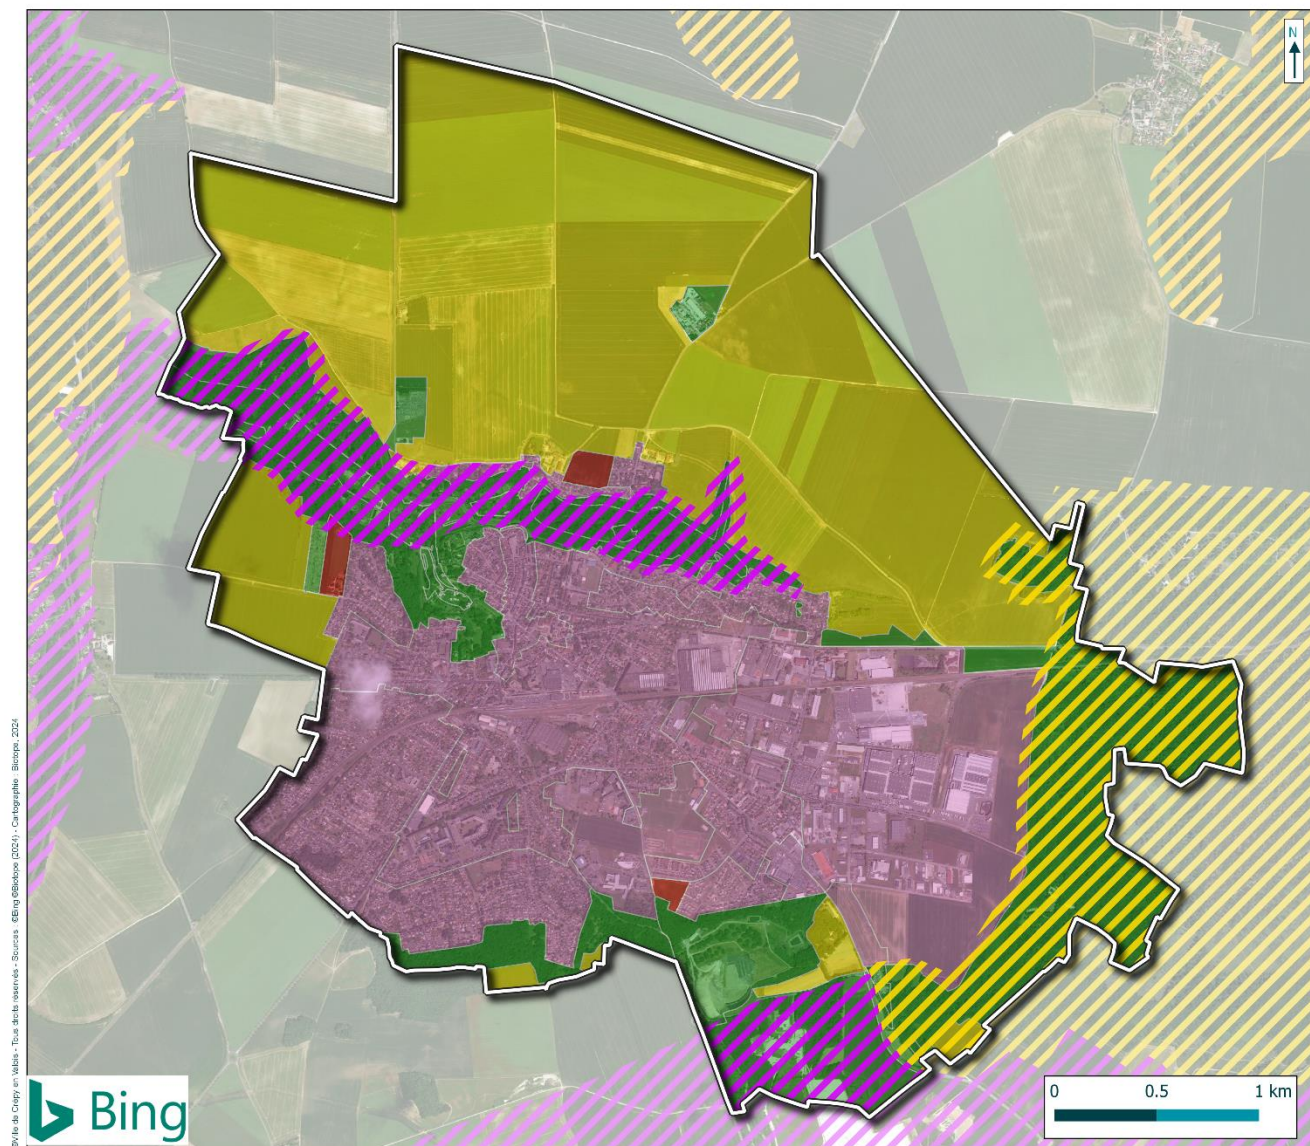 N
©Ville de Crépy en Valois - Tous droits réservés - Sources : ©Bing ©Biotope (2024) - Cartographie : Biotope, 2024
Bing
0 0.5 1 km